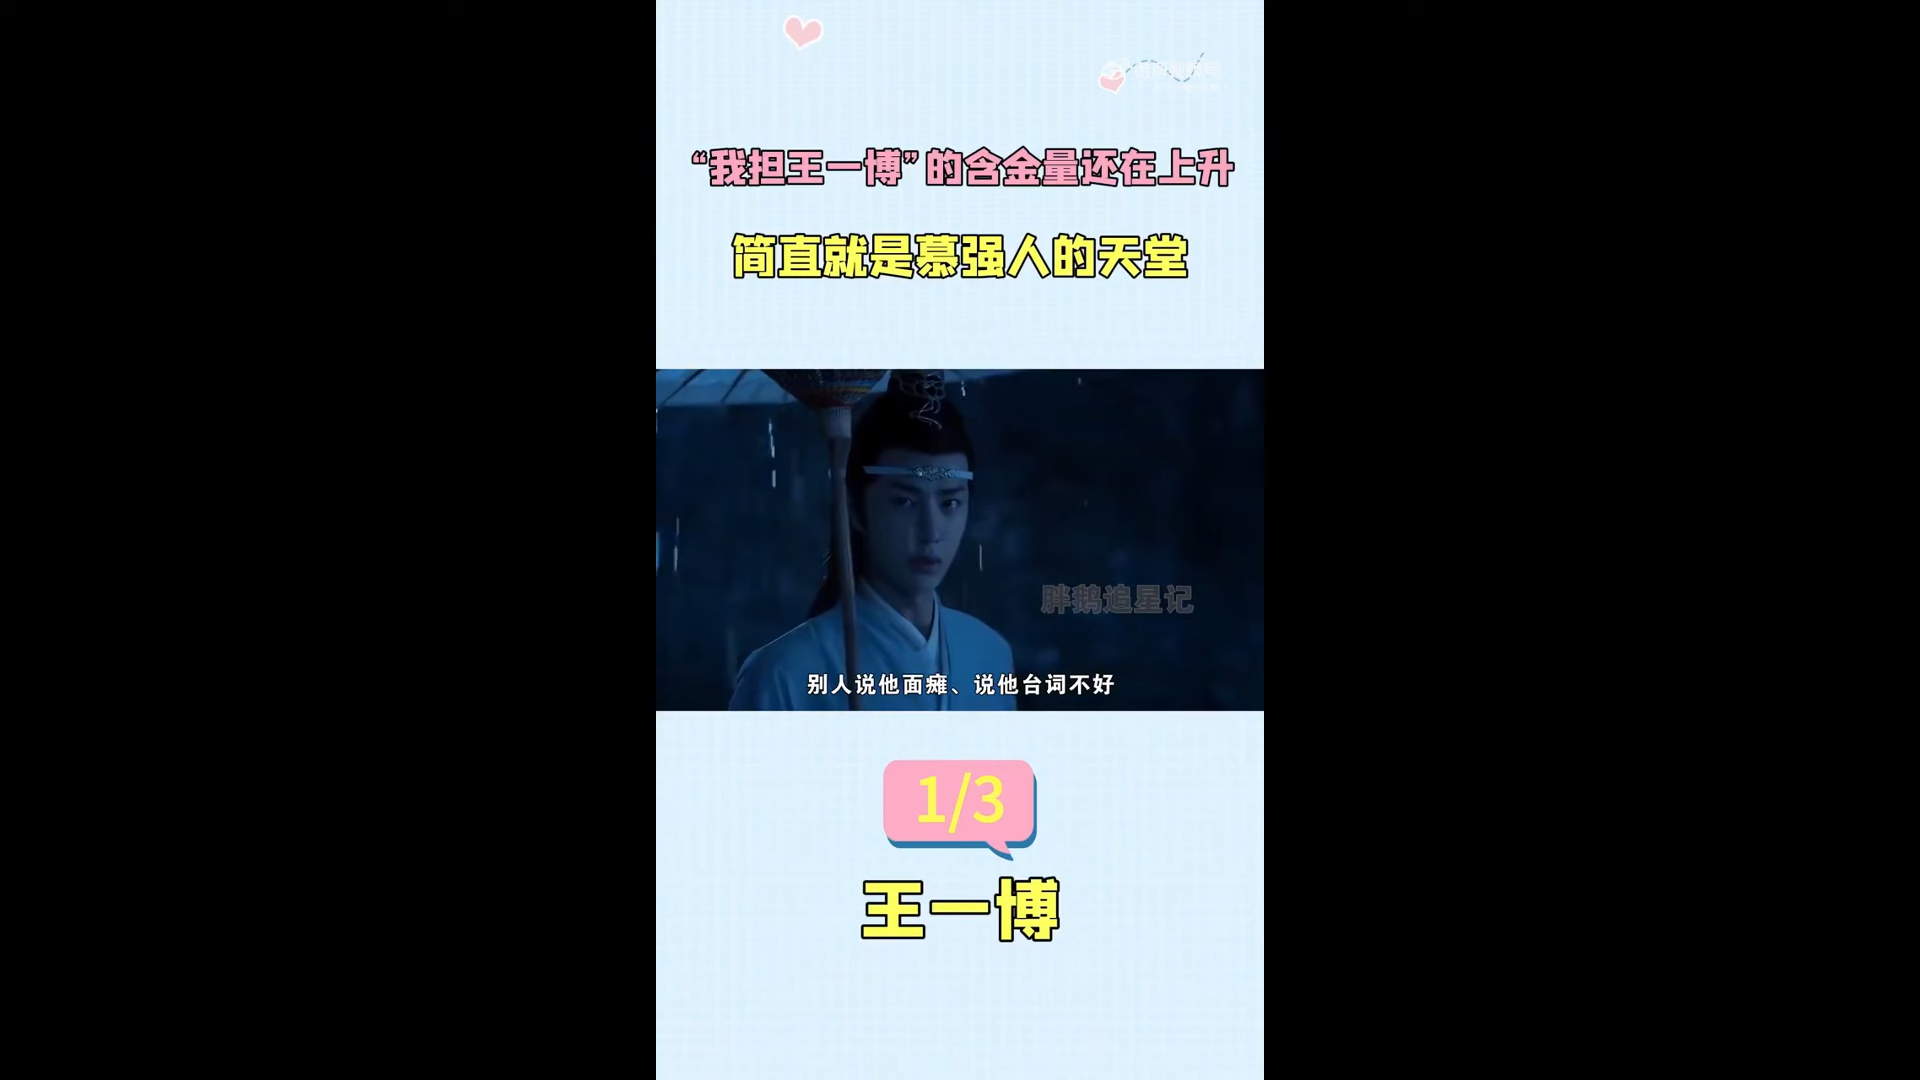 “我担王一博”的含金量还在上升
简直就是慕强人的天堂
胖鹅追星记
别人说他面瘫、说他台词不好
1/3
王一博